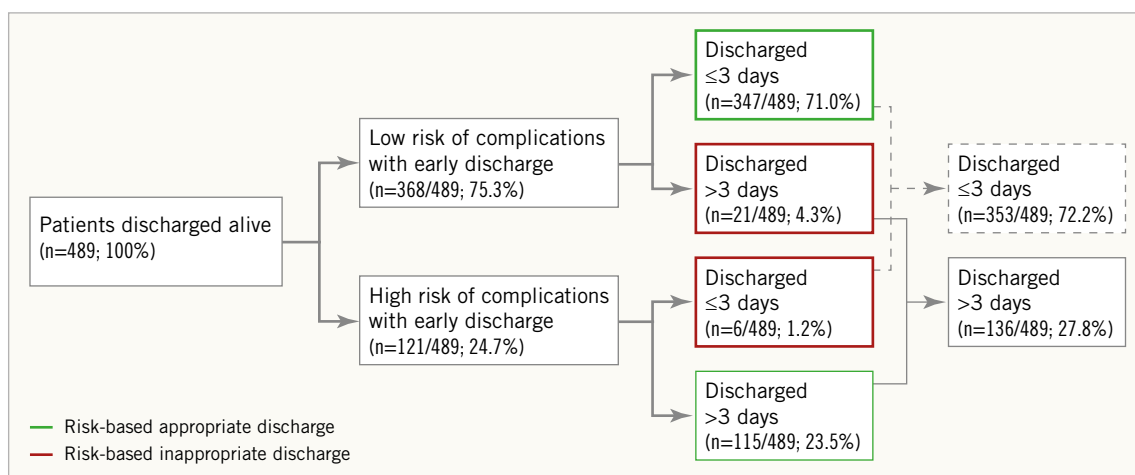 Patients discharged alive
(n=489; 100%)
Low risk of complications
with early discharge
(n=368/489; 75.3%)
High risk of complications
with early discharge
(n=121/489; 24.7%)
Discharged
≤3 days
(n=347/489; 71.0%)
Discharged
>3 days
(n=21/489; 4.3%)
Discharged
≤3 days
(n=6/489; 1.2%)
Discharged
>3 days
(n=115/489; 23.5%)
Discharged
≤3 days
(n=353/489; 72.2%)
Discharged
>3 days
(n=136/489; 27.8%)
Risk-based appropriate discharge
Risk-based inappropriate discharge